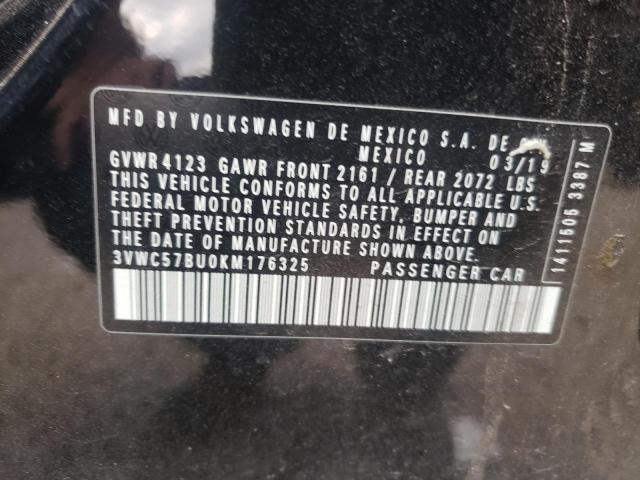 MFD BY VOLKSWAGEN DE MEXICO S.A. DE
MEXICO 03/19
GVWR 4123 GAWR FRONT 2161 / REAR 2072 LBS
THIS VEHICLE CONFORMS TO ALL APPLICABLE U.S.
FEDERAL MOTOR VEHICLE SAFETY, BUMPER AND
THEFT PREVENTION STANDARDS IN EFFECT ON
THE DATE OF MANUFACTURE SHOWN ABOVE.
3VWC57BU0KM176325 PASSENGER CAR
1411606 3387 M